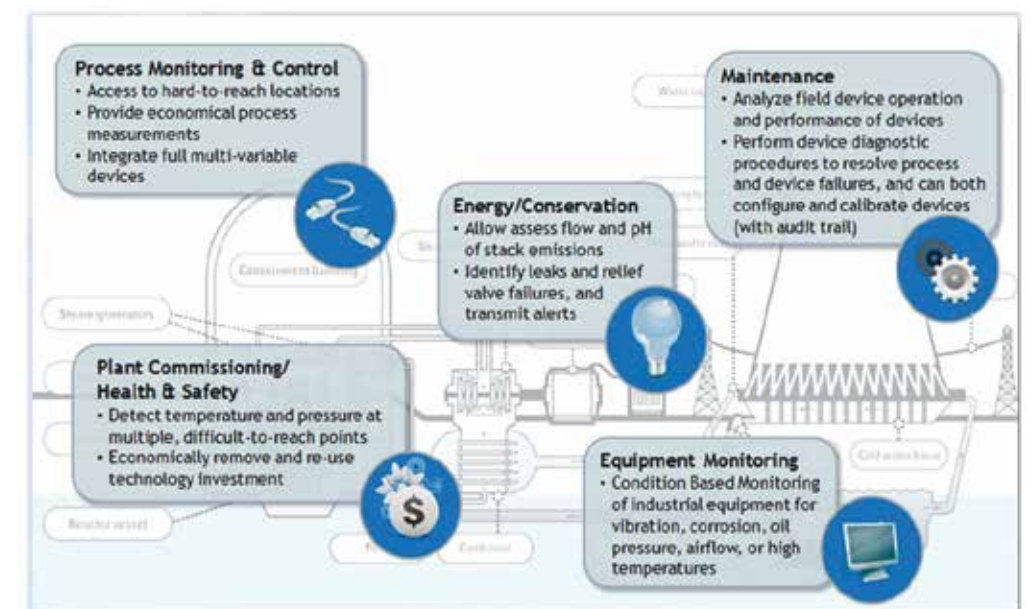 Process Monitoring & Control
• Access to hard-to-reach locations
• Provide economical process
measurements
• Integrate full multi-variable
devices
Maintenance
• Analyze field device operation
and performance of devices
• Perform device diagnostic
procedures to resolve process
and device failures, and can both
configure and calibrate devices
(with audit trail)
Energy/Conservation
• Allow assess flow and pH
of stack emissions
• Identify leaks and relief
valve failures, and
transmit alerts
Containment building
Steam generators
Plant Commissioning/
Health & Safety
• Detect temperature and pressure at
multiple, difficult-to-reach points
• Economically remove and re-use
technology investment
$
Equipment Monitoring
• Condition Based Monitoring
of industrial equipment for
vibration, corrosion, oil
pressure, airflow, or high
temperatures
Reactor vessel